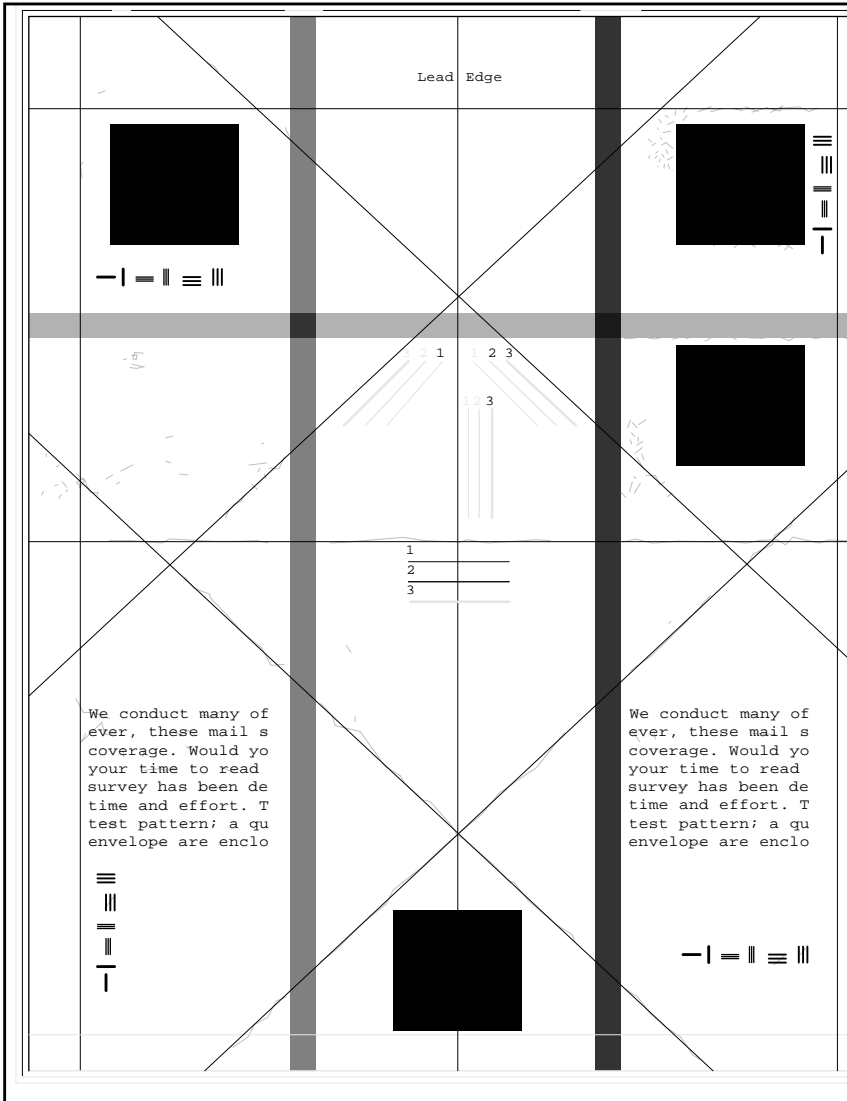 Lead Edge
3 2 1 1 2 3
1 2 3
1
2
3
We conduct many of
ever, these mail s
coverage. Would yo
your time to read
survey has been de
time and effort. T
test pattern; a qu
envelope are enclo
We conduct many of
ever, these mail s
coverage. Would yo
your time to read
survey has been de
time and effort. T
test pattern; a qu
envelope are enclo